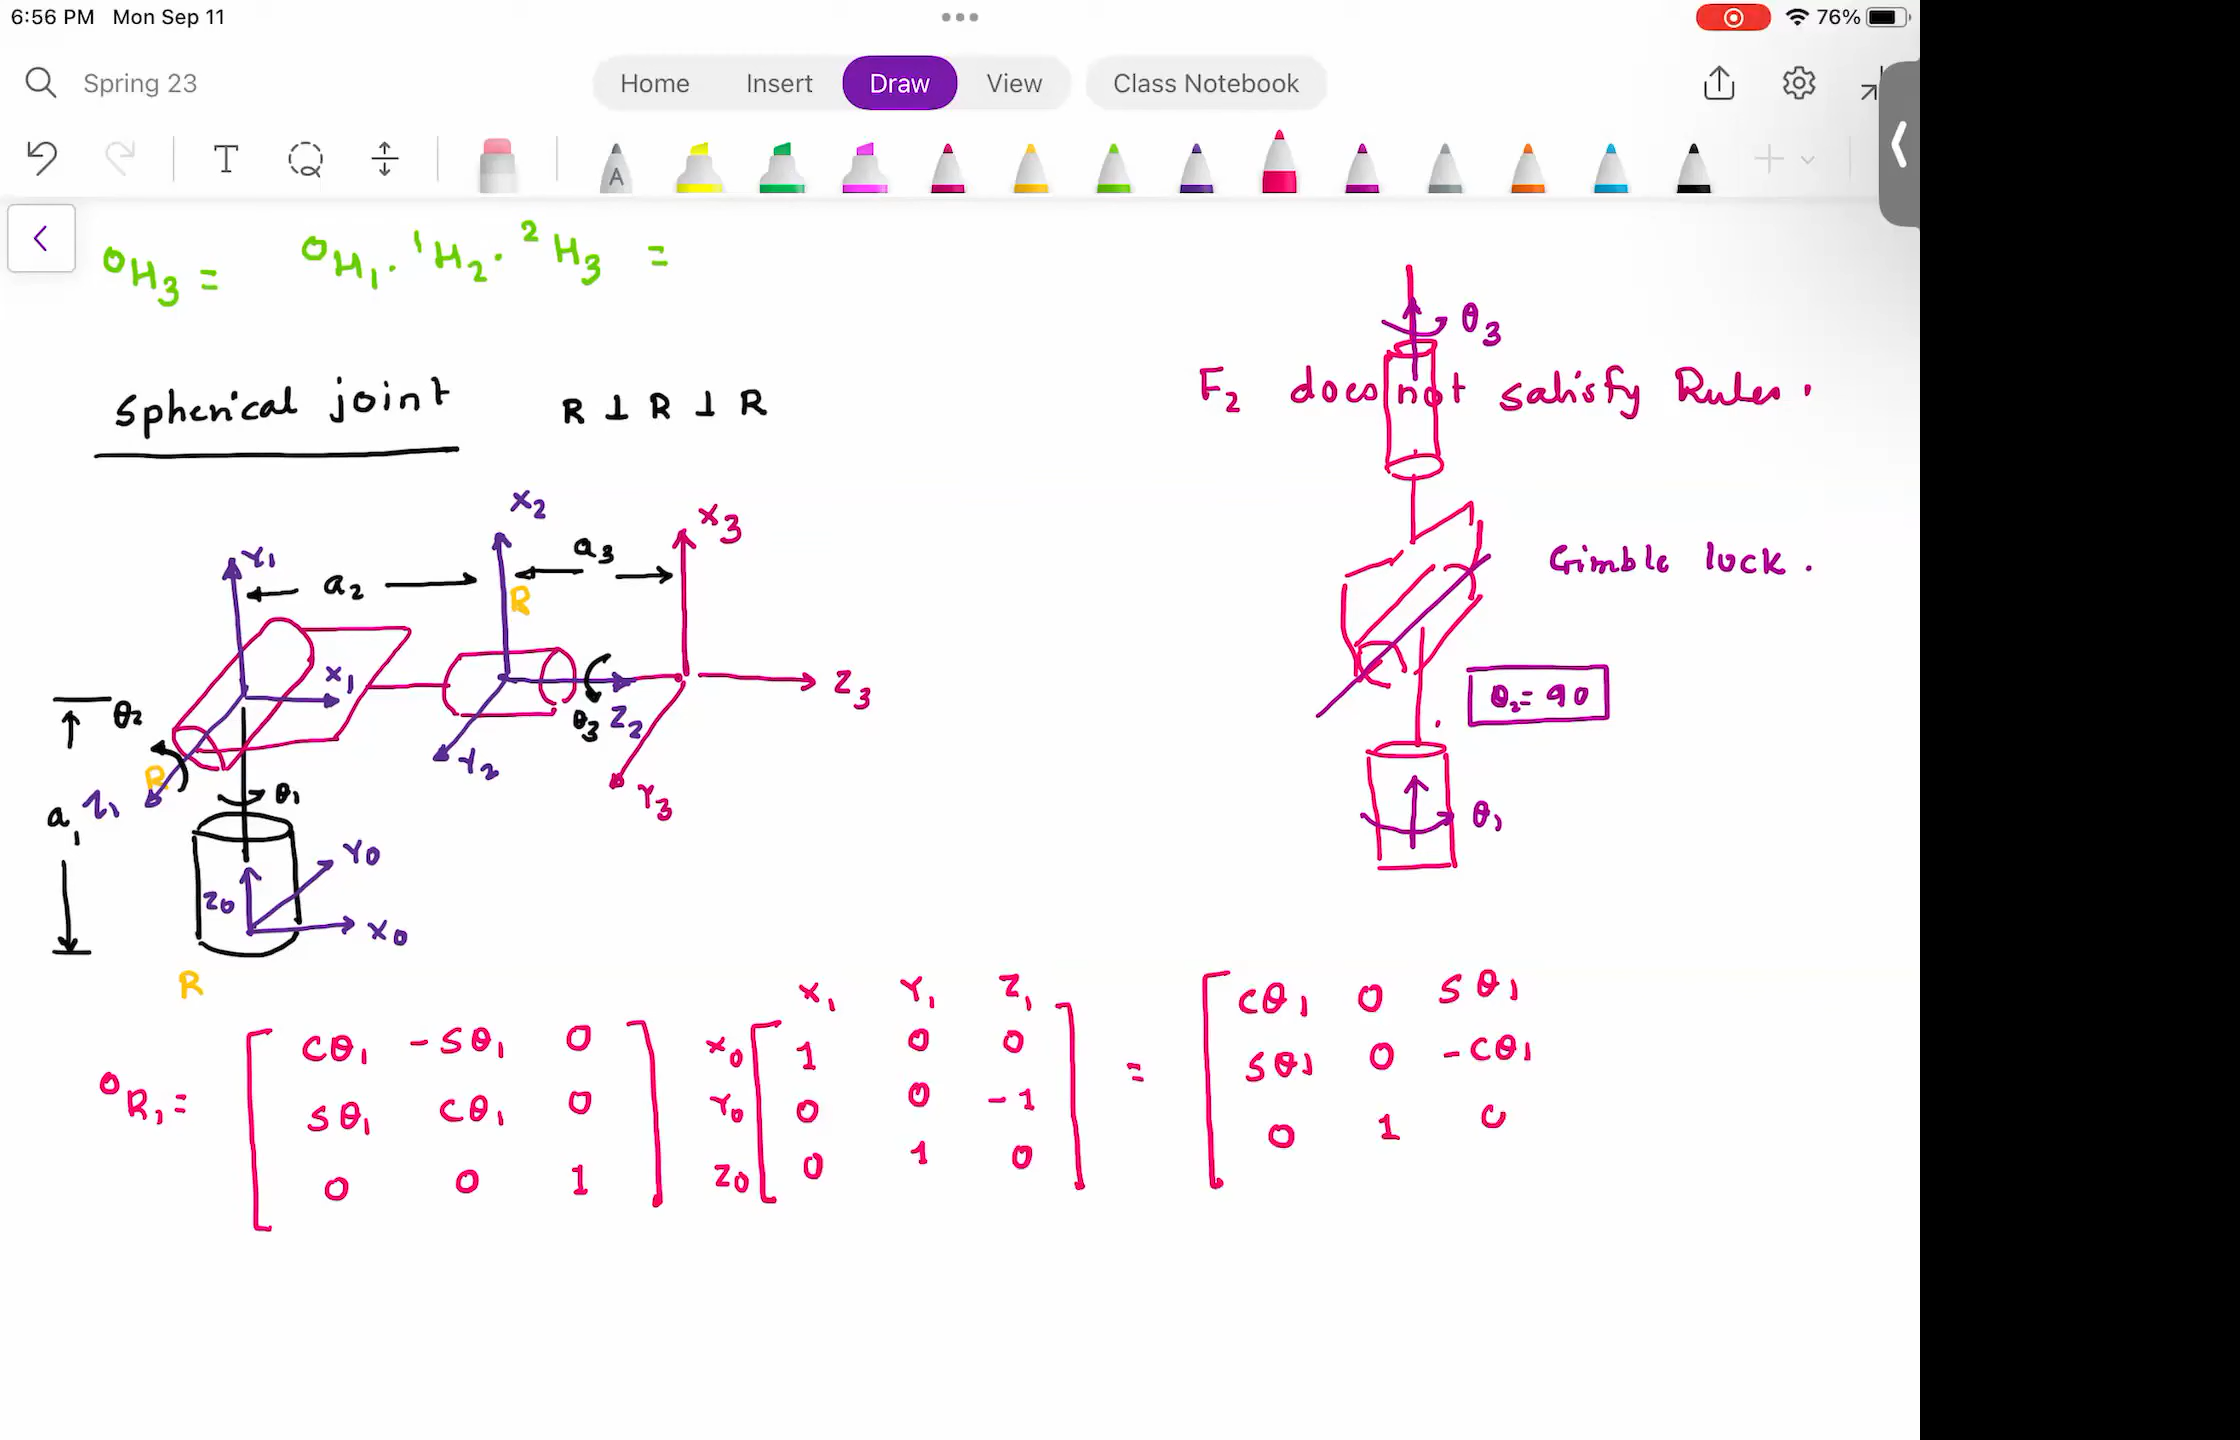 6:56 PM Mon Sep 11
76%
Spring 23
Home Insert Draw View Class Notebook
T A
⁰H₃ = ⁰H₁ · ¹H₂ · ²H₃ =
θ₃
F₂ does not satisfy Rules.
Spherical joint R ⊥ R ⊥ R
X₂
X₃
Y₁
a₂
a₃
R
Gimble lock.
X₁
Z₃
θ₂
θ₃ Z₂
θ₂ = 90
Y₂
R
Z₁
Y₃
θ₁
a₁
θ₁
Y₀
Z₀
X₀
R
X₁ Y₁ Z₁
⁰R₁ =
Cθ₁ -Sθ₁ 0
Sθ₁ Cθ₁ 0
0 0 1
X₀ 1 0 0
Y₀ 0 0 -1
Z₀ 0 1 0
=
Cθ₁ 0 Sθ₁
Sθ₁ 0 -Cθ₁
0 1 0